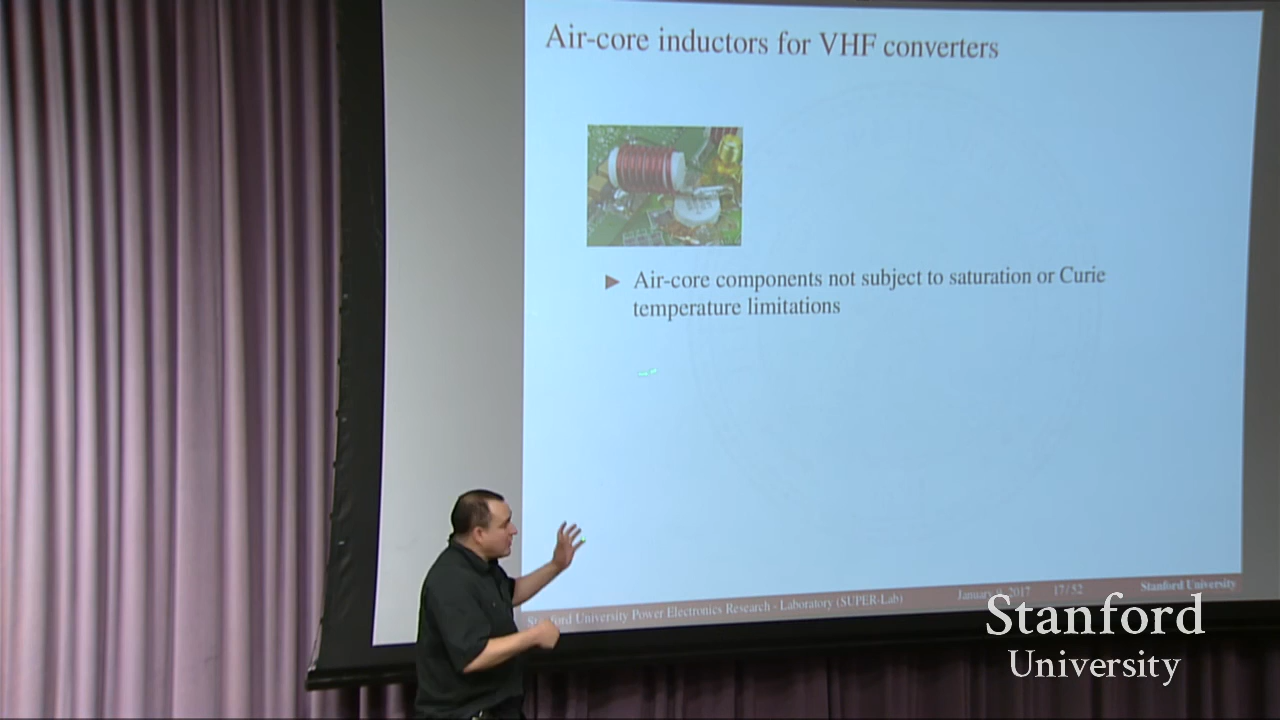 Air-core inductors for VHF converters
Air-core components not subject to saturation or Curie
temperature limitations
Stanford University Power Electronics Research - Laboratory (SUPER-Lab)
2017
17/52
Stanford University
Stanford
University